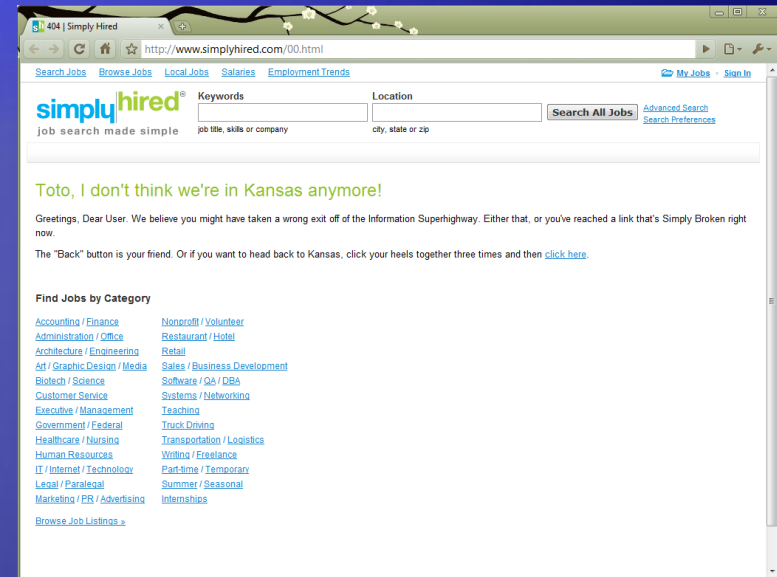 404 | Simply Hired
http://www.simplyhired.com/00.html
Search Jobs Browse Jobs Local Jobs Salaries Employment Trends My Jobs - Sign In
simplyhired®
job search made simple
Keywords Location
Search All Jobs
Advanced Search
Search Preferences
job title, skills or company city, state or zip
Toto, I don't think we're in Kansas anymore!
Greetings, Dear User. We believe you might have taken a wrong exit off of the Information Superhighway. Either that, or you've reached a link that's Simply Broken right
now.
The "Back" button is your friend. Or if you want to head back to Kansas, click your heels together three times and then click here.
Find Jobs by Category
Accounting / Finance
Administration / Office
Architecture / Engineering
Art / Graphic Design / Media
Biotech / Science
Customer Service
Executive / Management
Government / Federal
Healthcare / Nursing
Human Resources
IT / Internet / Technology
Legal / Paralegal
Marketing / PR / Advertising
Nonprofit / Volunteer
Restaurant / Hotel
Retail
Sales / Business Development
Software / QA / DBA
Systems / Networking
Teaching
Truck Driving
Transportation / Logistics
Writing / Freelance
Part-time / Temporary
Summer / Seasonal
Internships
Browse Job Listings »